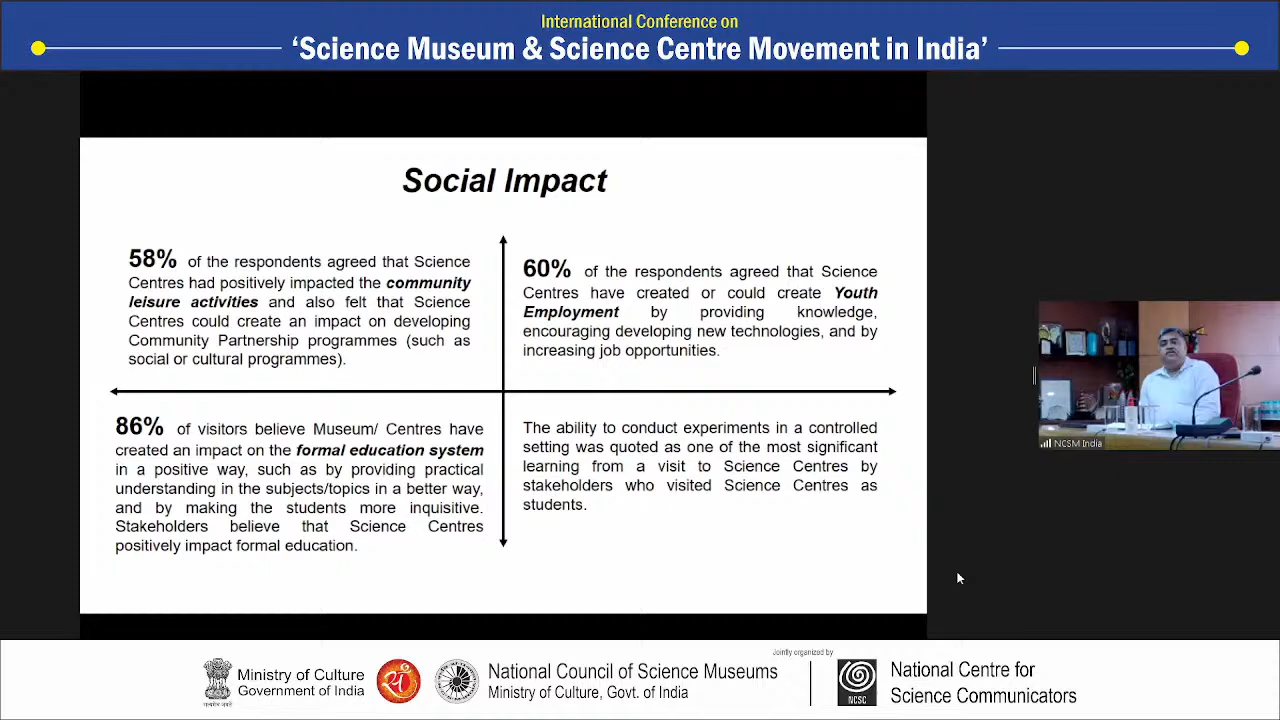 International Conference on
‘Science Museum & Science Centre Movement in India’
Social Impact
58% of the respondents agreed that Science
Centres had positively impacted the community
leisure activities and also felt that Science
Centres could create an impact on developing
Community Partnership programmes (such as
social or cultural programmes).
60% of the respondents agreed that Science
Centres have created or could create Youth
Employment by providing knowledge,
encouraging developing new technologies, and by
increasing job opportunities.
86% of visitors believe Museum/ Centres have
created an impact on the formal education system
in a positive way, such as by providing practical
understanding in the subjects/topics in a better way,
and by making the students more inquisitive.
Stakeholders believe that Science Centres
positively impact formal education.
The ability to conduct experiments in a controlled
setting was quoted as one of the most significant
learning from a visit to Science Centres by
stakeholders who visited Science Centres as
students.
NCSM India
Jointly organized by
सत्यमेव जयते
Ministry of Culture
Government of India
National Council of Science Museums
Ministry of Culture, Govt. of India
NCSC
National Centre for
Science Communicators